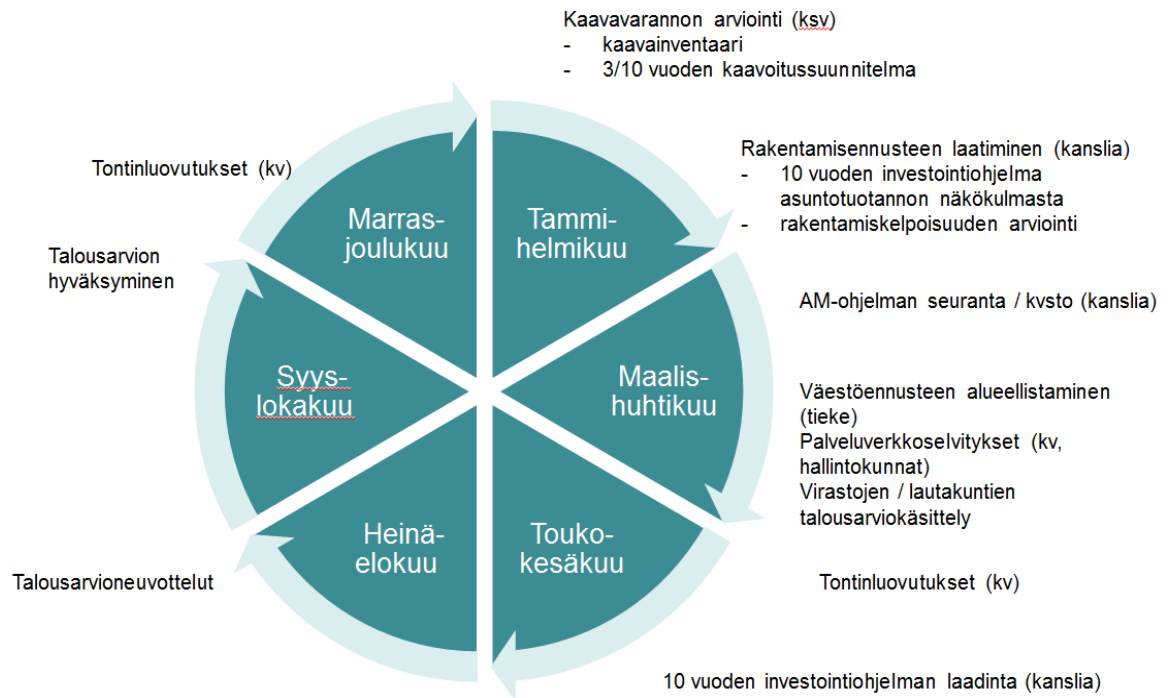 Kaavavarannon arviointi (ksv)
- kaavainventaari
- 3/10 vuoden kaavoitussuunnitelma
Rakentamisennusteen laatiminen (kanslia)
- 10 vuoden investointiohjelma
asuntotuotannon näkökulmasta
- rakentamiskelpoisuuden arviointi
AM-ohjelman seuranta / kvsto (kanslia)
Väestöennusteen alueellistaminen
(tieke)
Palveluverkkoselvitykset (kv,
hallintokunnat)
Virastojen / lautakuntien
talousarviokäsittely
Tontinluovutukset (kv)
10 vuoden investointiohjelman laadinta (kanslia)
Talousarvioneuvottelut
Talousarvion
hyväksyminen
Tontinluovutukset (kv)
Tammi-
helmikuu
Maalis-
huhtikuu
Touko-
kesäkuu
Heinä-
elokuu
Syys-
lokakuu
Marras-
joulukuu